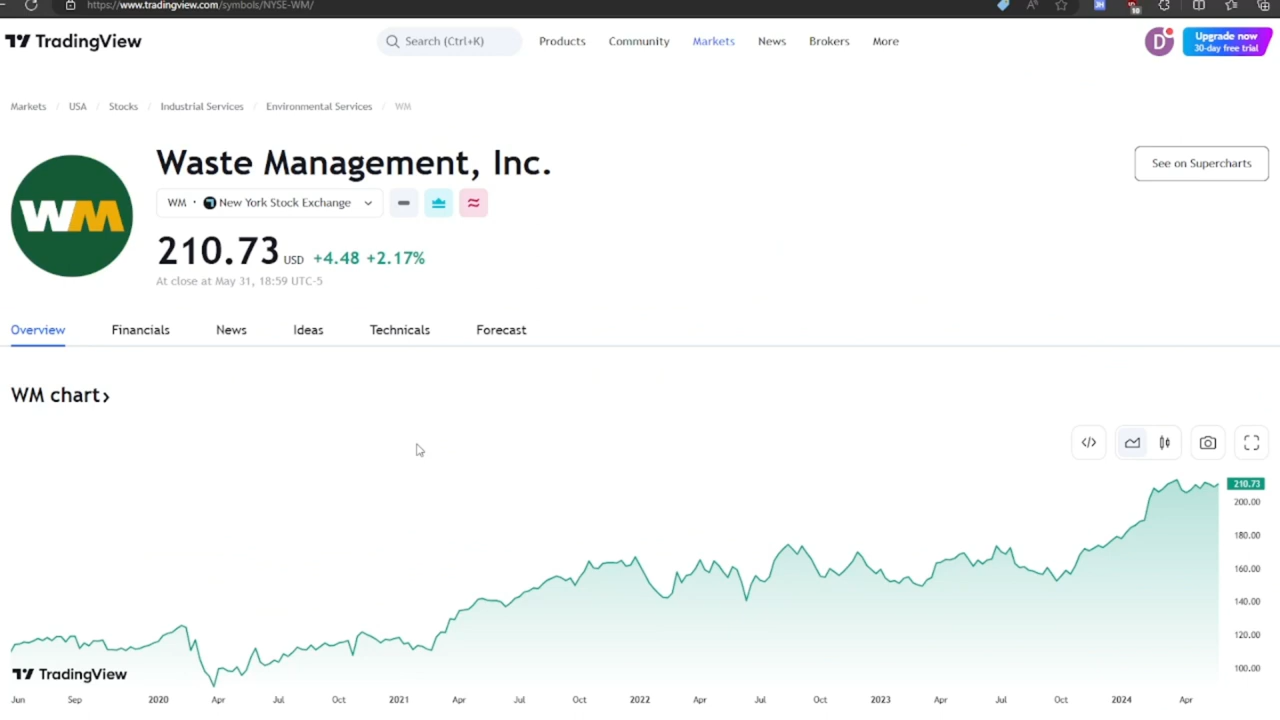 https://www.tradingview.com/symbols/NYSE-WM/
JH
10
TradingView
Search (Ctrl+K)
Products
Community
Markets
News
Brokers
More
D
Upgrade now
30-day free trial
Markets / USA / Stocks / Industrial Services / Environmental Services / WM
WM
Waste Management, Inc.
See on Supercharts
WM · New York Stock Exchange
210.73 USD +4.48 +2.17%
At close at May 31, 18:59 UTC-5
Overview
Financials
News
Ideas
Technicals
Forecast
WM chart›
</>
210.73
200.00
180.00
160.00
140.00
120.00
100.00
TradingView
Jun Sep 2020 Apr Jul Oct 2021 Apr Jul Oct 2022 Apr Jul Oct 2023 Apr Jul Oct 2024 Apr